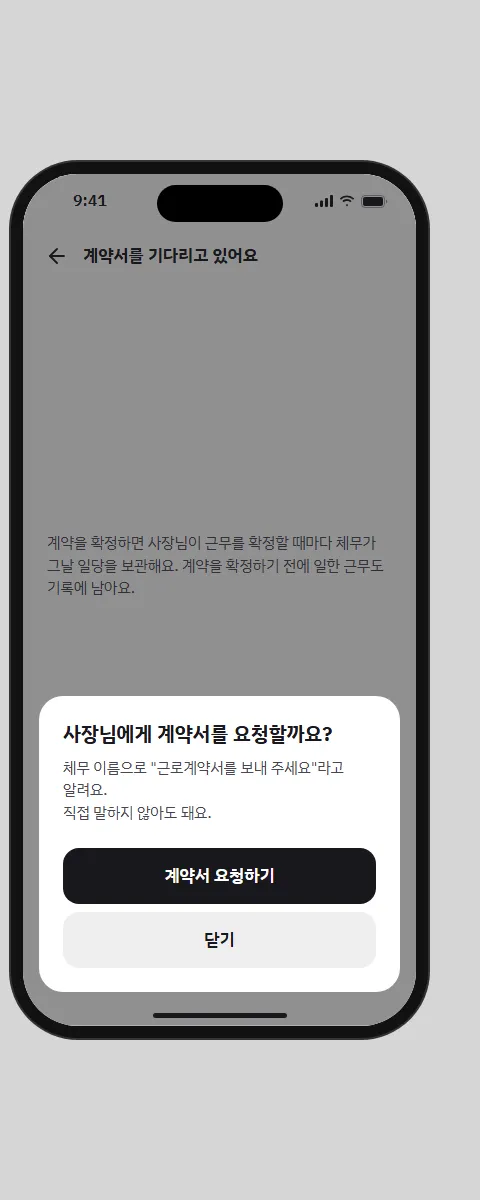 9:41
계약서를 기다리고 있어요
계약을 확정하면 사장님이 근무를 확정할 때마다 체무가
그날 일당을 보관해요. 계약을 확정하기 전에 일한 근무도
기록에 남아요.
사장님에게 계약서를 요청할까요?
체무 이름으로 "근로계약서를 보내 주세요"라고
알려요.
직접 말하지 않아도 돼요.
계약서 요청하기
닫기